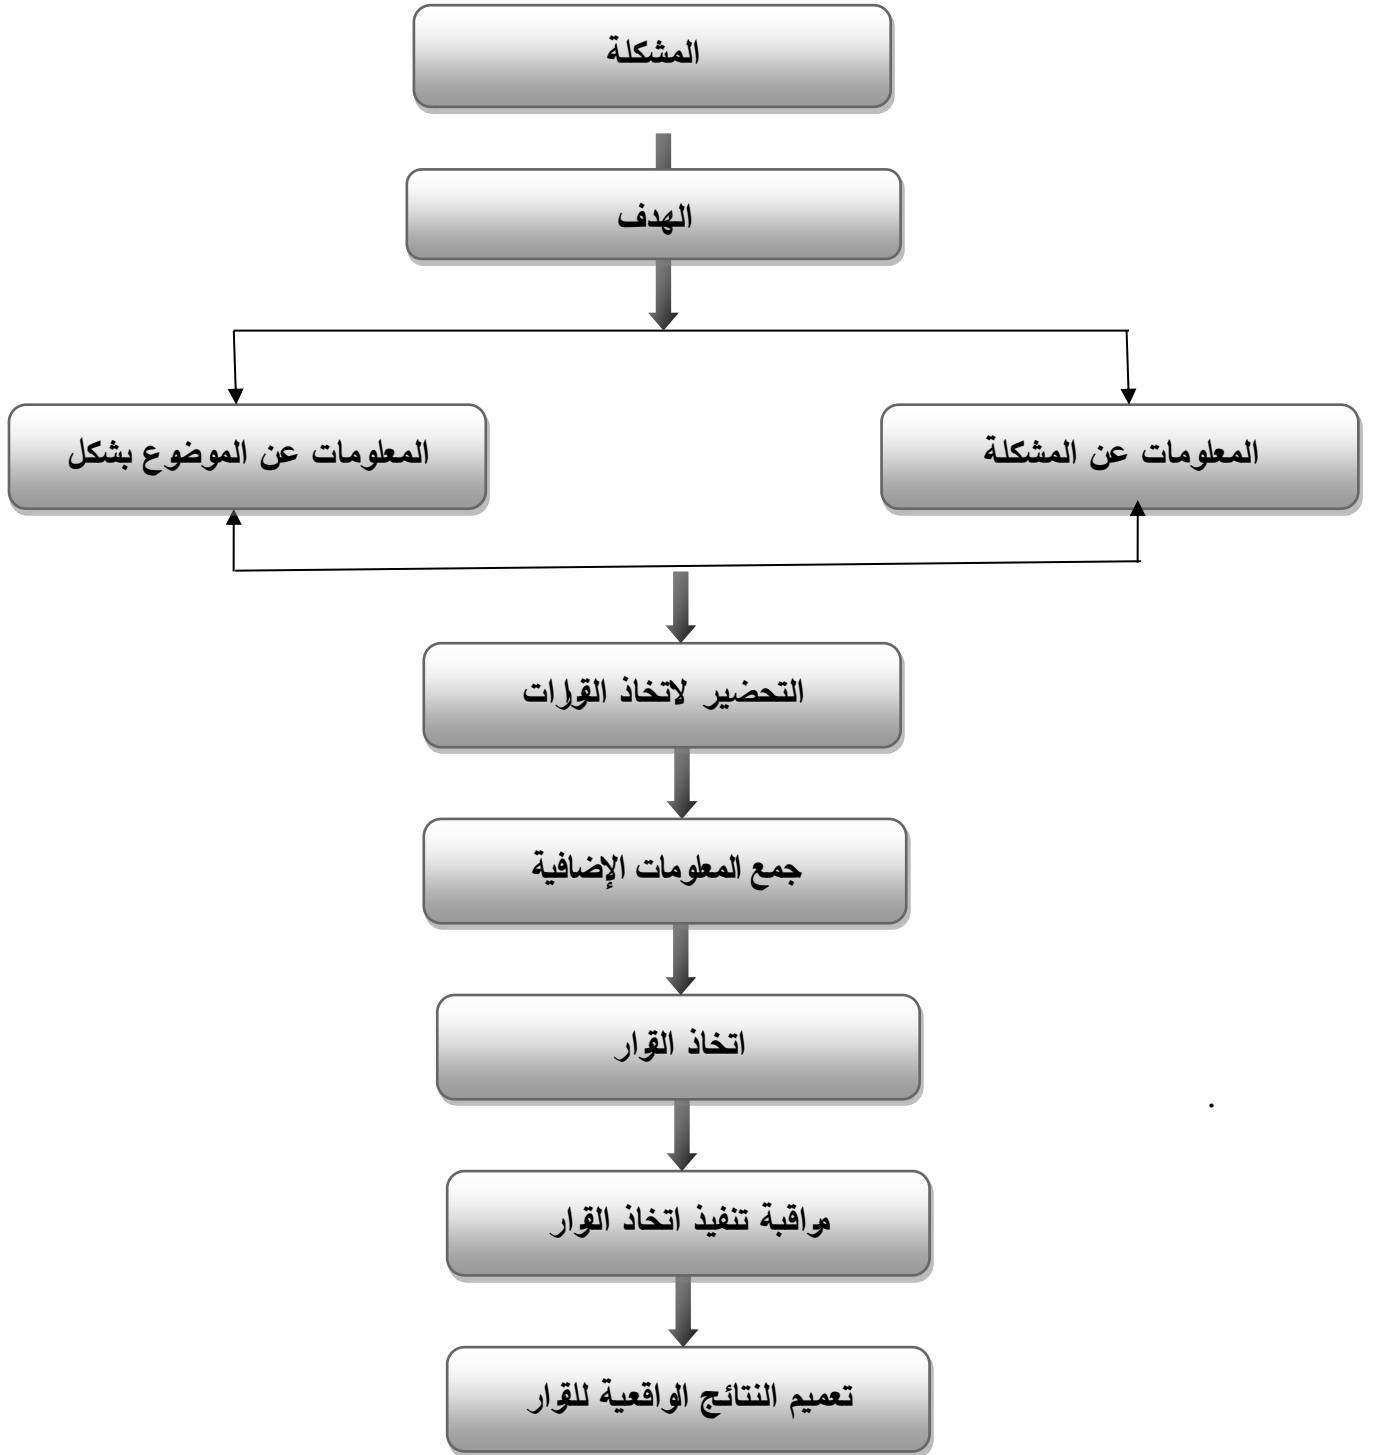 المشكلة
الهدف
المعلومات عن المشكلة
المعلومات عن الموضوع بشكل
التحضير لاتخاذ القرارات
جمع المعلومات الإضافية
اتخاذ القرار
مراقبة تنفيذ اتخاذ القرار
تعميم النتائج الواقعية للقرار
.